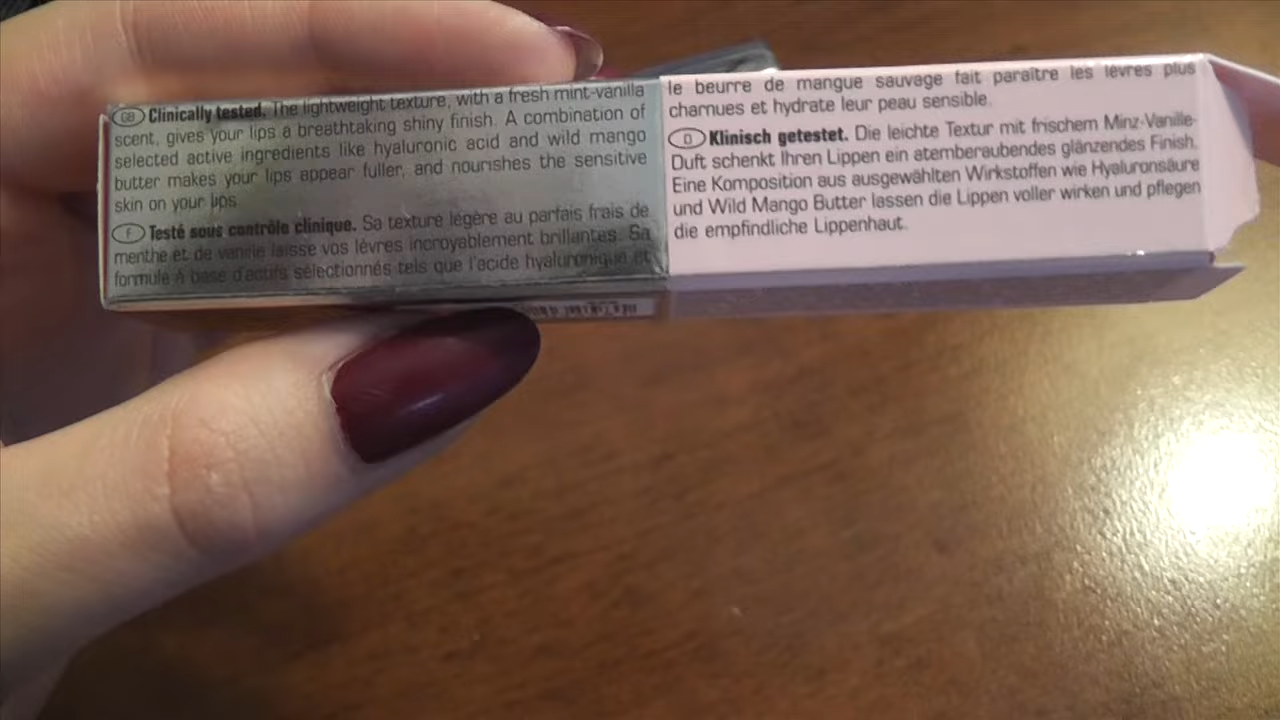 GB Clinically tested. The lightweight texture, with a fresh mint-vanilla
scent, gives your lips a breathtaking shiny finish. A combination of
selected active ingredients like hyaluronic acid and wild mango
butter makes your lips appear fuller, and nourishes the sensitive
skin on your lips
F Testé sous contrôle clinique. Sa texture légère au parfais frais de
menthe et de vanile laisse vos lèvres incroyablement brillantes. Sa
formule à base d'actifs sélectionnés tels que l'acide hyaluronique et
le beurre de mangue sauvage fait paraître les lèvres plus
charnues et hydrate leur peau sensible.
D Klinisch getestet. Die leichte Textur mit frischem Minz-Vanille-
Duft schenkt Ihren Lippen ein atemberaubendes glänzendes Finish.
Eine Komposition aus ausgewählten Wirkstoffen wie Hyaluronsäure
und Wild Mango Butter lassen die Lippen voller wirken und pflegen
die empfindliche Lippenhaut.